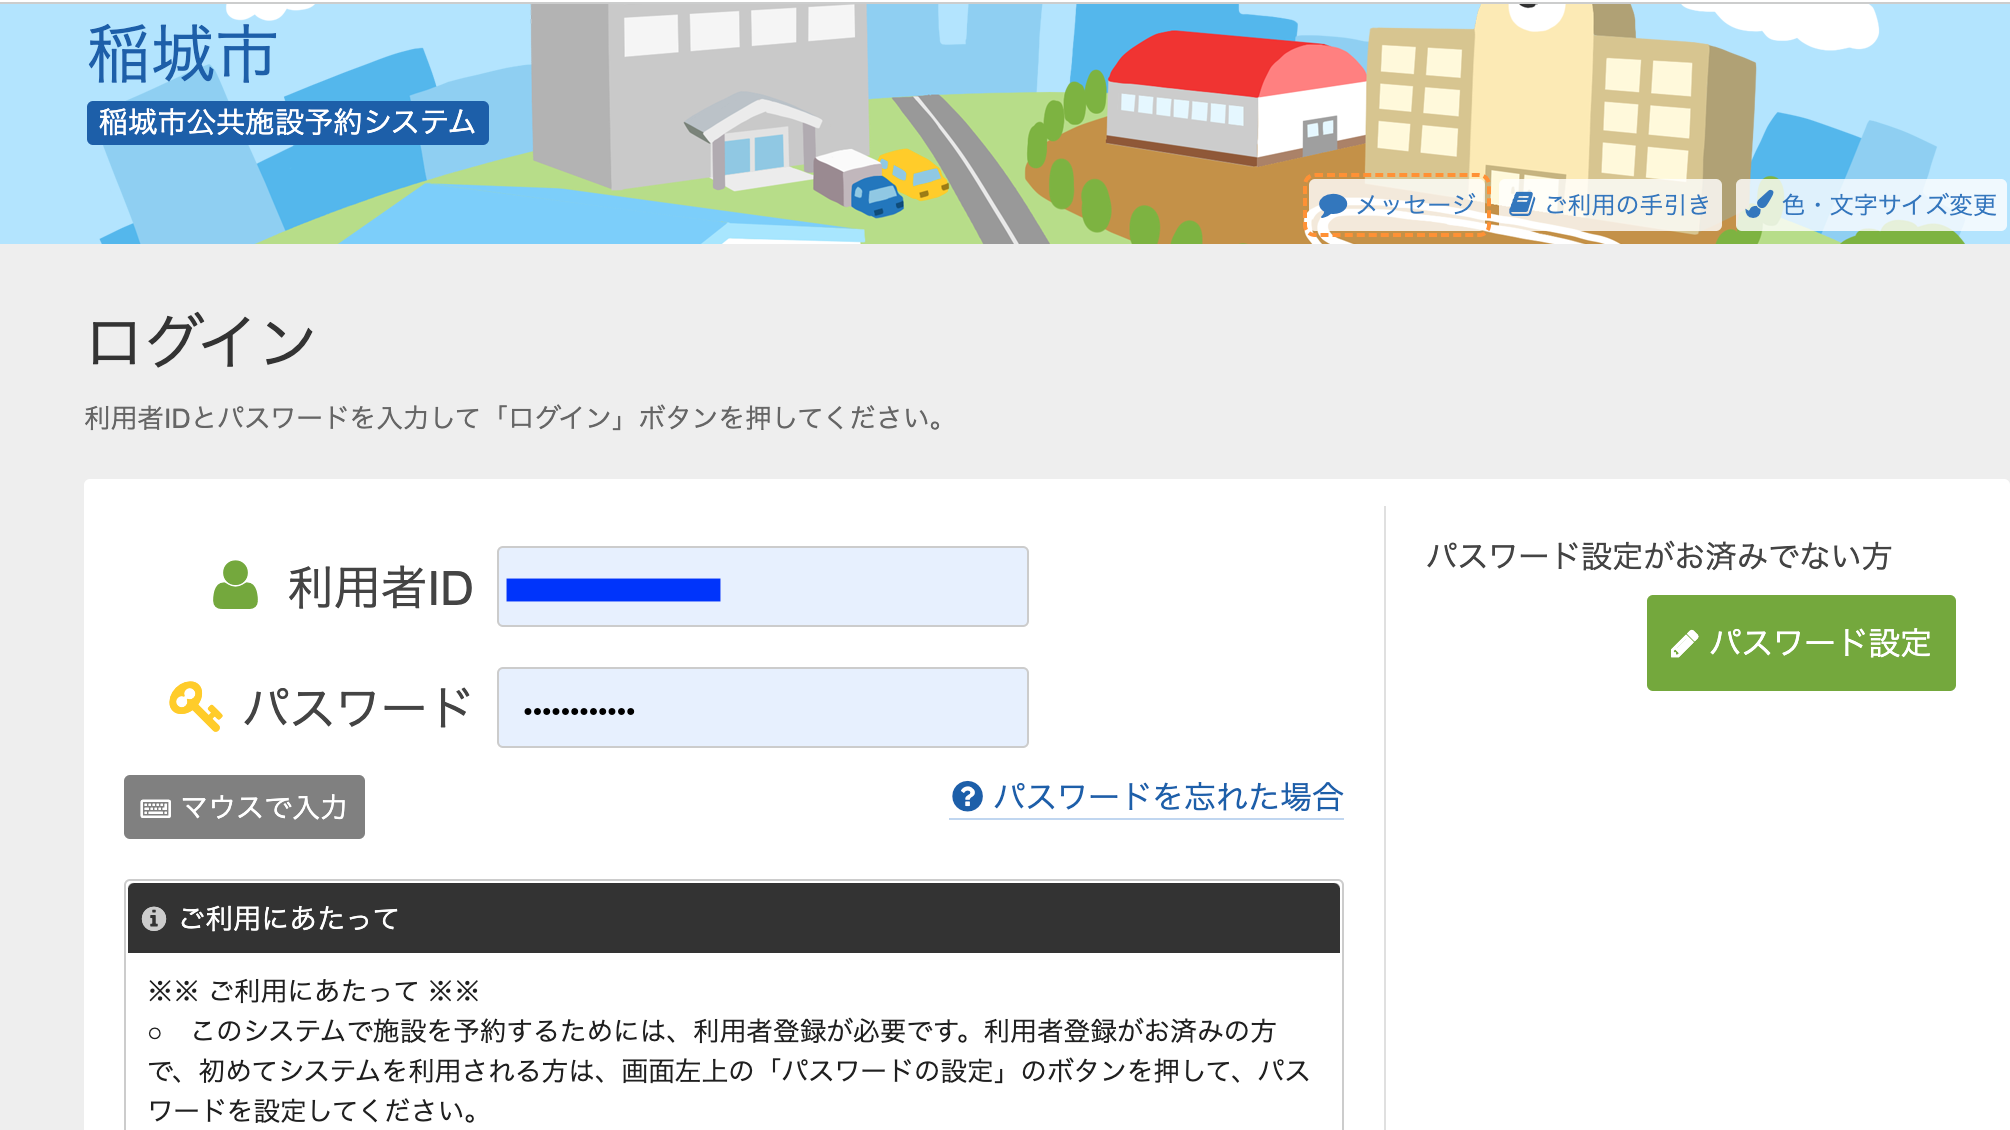 稲城市
稲城市公共施設予約システム
メッセージ
ご利用の手引き
色・文字サイズ変更
ログイン
利用者IDとパスワードを入力して「ログイン」ボタンを押してください。
利用者ID
パスワード
マウスで入力
パスワードを忘れた場合
パスワード設定がお済みでない方
パスワード設定
ご利用にあたって
※※ ご利用にあたって ※※
○　このシステムで施設を予約するためには、利用者登録が必要です。利用者登録がお済みの方
で、初めてシステムを利用される方は、画面左上の「パスワードの設定」のボタンを押して、パス
ワードを設定してください。